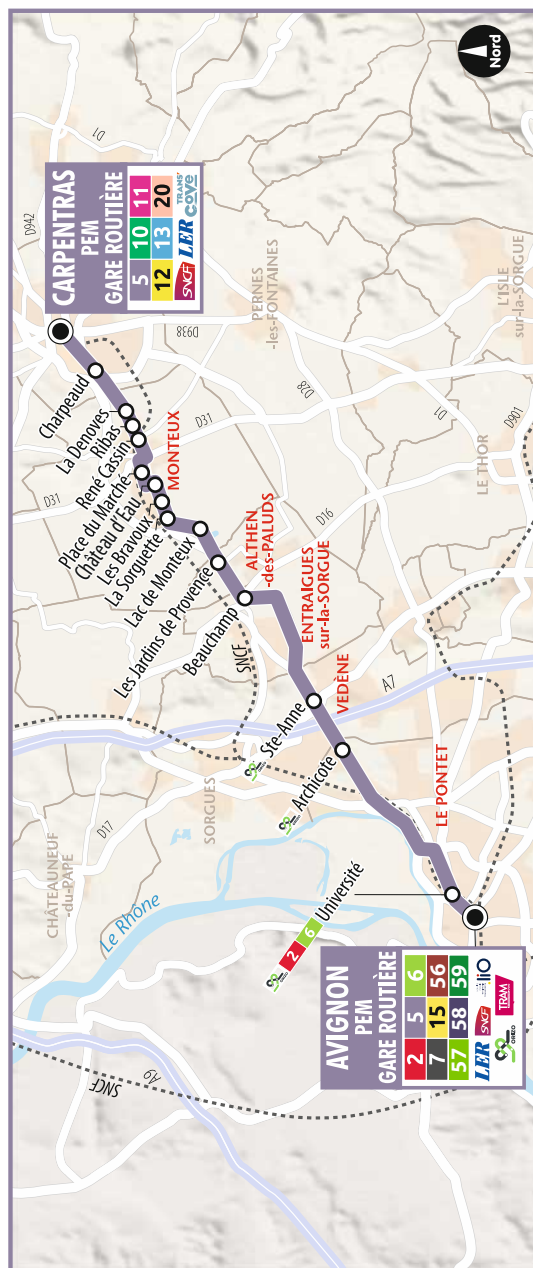 Nord
D942
D1
CARPENTRAS
PEM
GARE ROUTIÈRE
5 10 11
12 13 20
SNCF LER TRANS'
cove
PERNES
-les-FONTAINES
L'ISLE
sur-la-SORGUE
D938
D28
D1
D901
D31
D31
D16
LE THOR
Charpeaud
La Denoves
Ribas
René Cassin
Place du Marché
Château d'Eau
Les Bravoux
La Sorguette
MONTEUX
Lac de Monteux
Les Jardins de Provence
Beauchamp
ALTHEN
-des-PALUDS
SNCF
ENTRAIGUES
sur-la-SORGUE
VEDÈNE
A7
Ste-Anne
Archicote
SORGUES
D17
CHÂTEAUNEUF
-du-PAPE
Le Rhône
LE PONTET
2 6 Université
AVIGNON
PEM
GARE ROUTIÈRE
2 5 6
7 15 56
57 58 59
LER SNCF liO
ORIZO TRAM
A9
SNCF